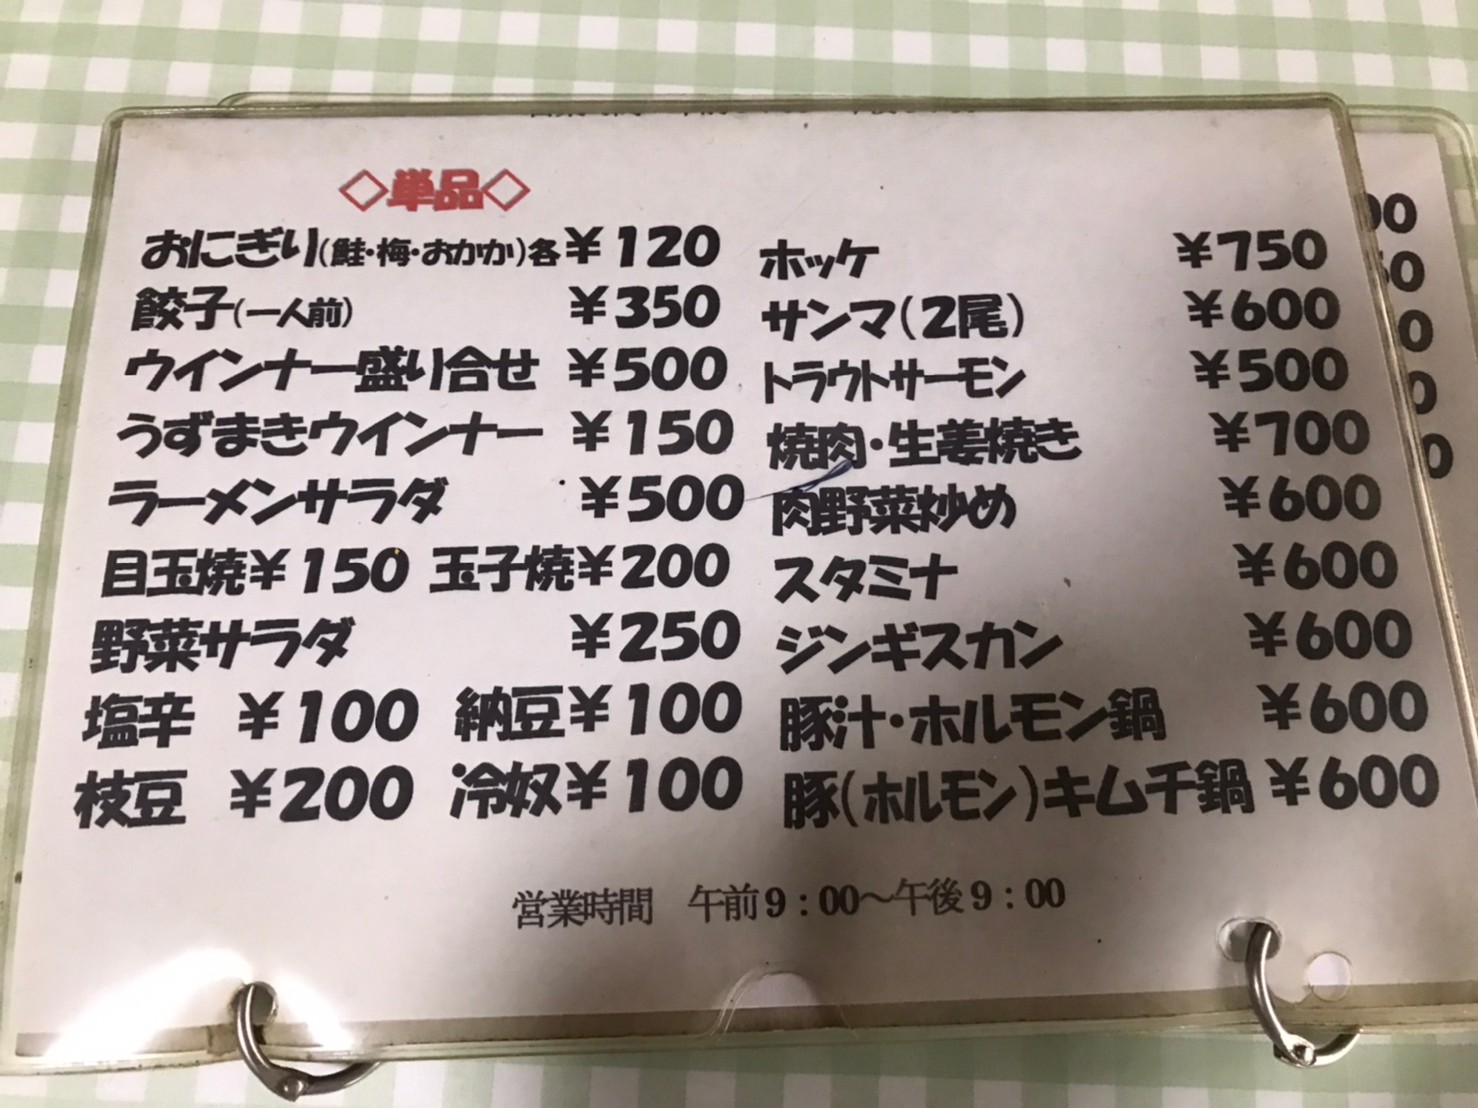 ◇単品◇
おにぎり(鮭・梅・おかか)各¥120
餃子(一人前) ¥350
ウインナー盛り合せ ¥500
うずまきウインナー ¥150
ラーメンサラダ ¥500
目玉焼¥150 玉子焼¥200
野菜サラダ ¥250
塩辛 ¥100 納豆¥100
枝豆 ¥200 冷奴¥100
ホッケ ¥750
サンマ(2尾) ¥600
トラウトサーモン ¥500
焼肉・生姜焼き ¥700
肉野菜炒め ¥600
スタミナ ¥600
ジンギスカン ¥600
豚汁・ホルモン鍋 ¥600
豚(ホルモン)キムチ鍋 ¥600
営業時間 午前9:00〜午後9:00